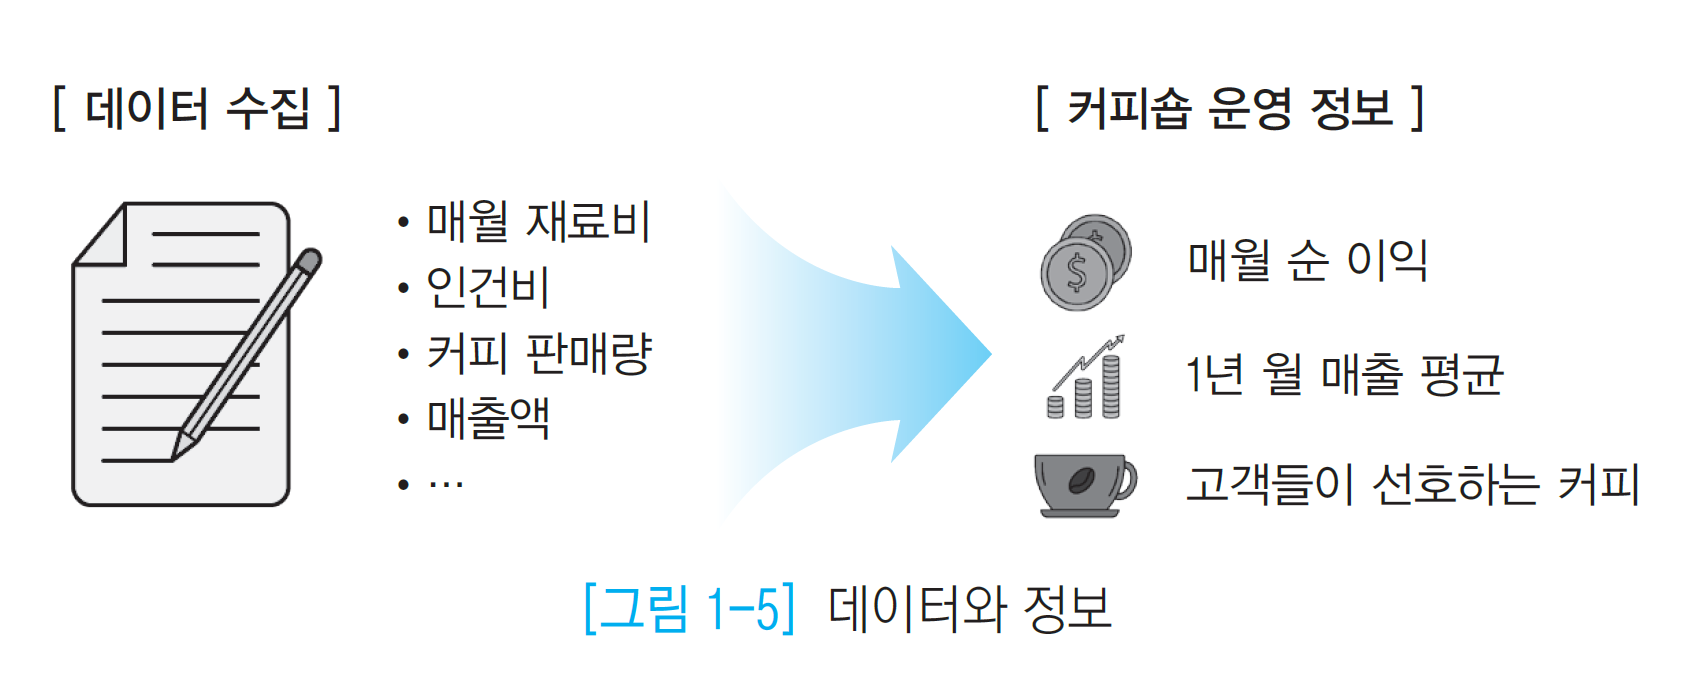 [ 데이터 수집 ]
• 매월 재료비
• 인건비
• 커피 판매량
• 매출액
• …
[ 커피숍 운영 정보 ]
$
$
매월 순 이익
1년 월 매출 평균
고객들이 선호하는 커피
[그림 1-5] 데이터와 정보